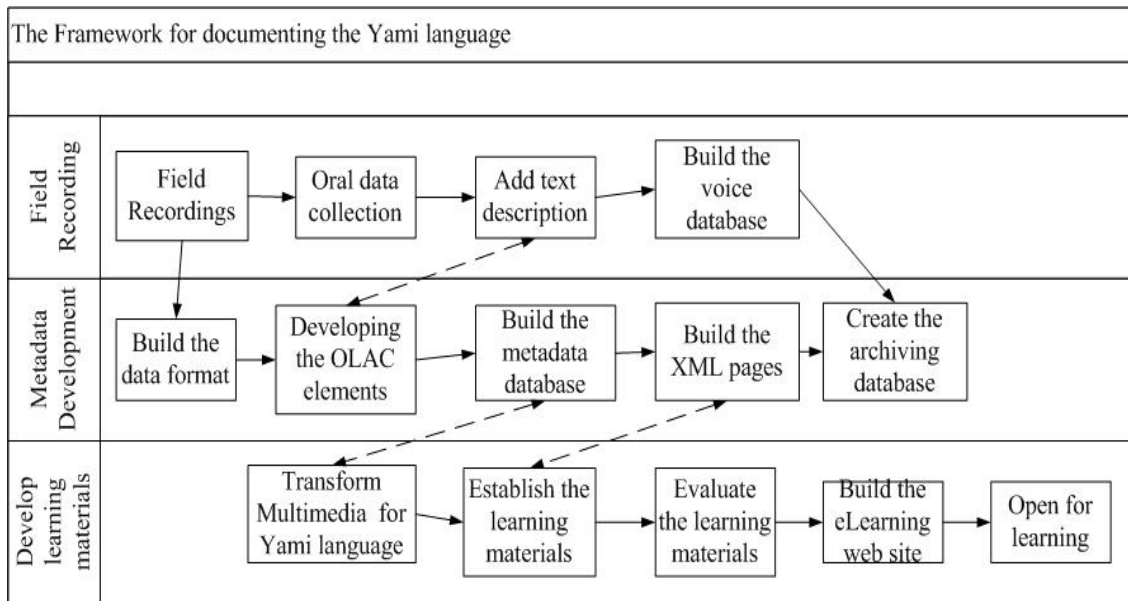 The Framework for documenting the Yami language
Field
Recording
Field
Recordings
Oral data
collection
Add text
description
Build the
voice
database
Metadata
Development
Build the
data format
Developing
the OLAC
elements
Build the
metadata
database
Build the
XML pages
Create the
archiving
database
Develop
learning
materials
Transform
Multimedia for
Yami language
Establish the
learning
materials
Evaluate
the learning
materials
Build the
eLearning
web site
Open for
learning